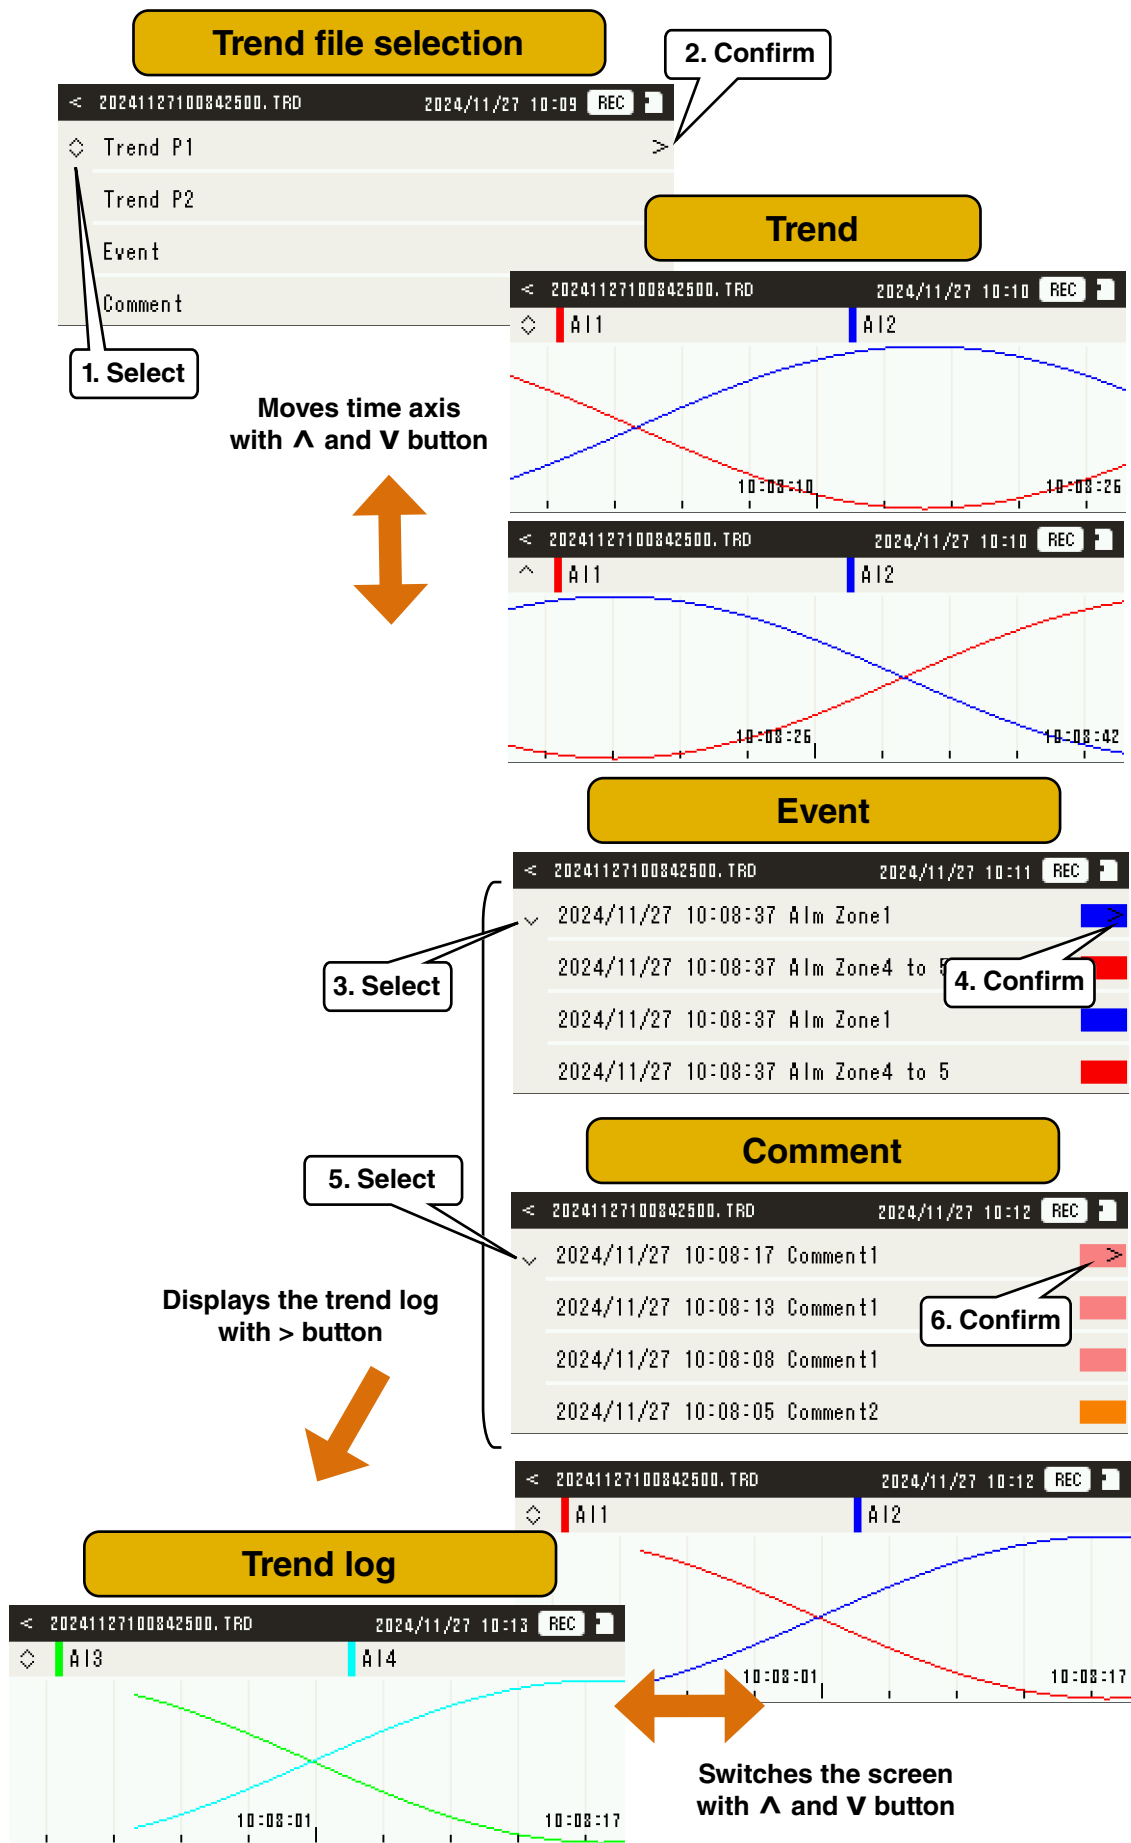 Trend file selection
2. Confirm
< 20241127100842500.TRD 2024/11/27 10:09 REC
Trend P1 >
Trend P2
Event
Comment
1. Select
Trend
< 20241127100842500.TRD 2024/11/27 10:10 REC
AI1 AI2
10:08:10 10:08:26
Moves time axis
with ∧ and ∨ button
< 20241127100842500.TRD 2024/11/27 10:10 REC
AI1 AI2
10:08:26 10:08:42
Event
< 20241127100842500.TRD 2024/11/27 10:11 REC
2024/11/27 10:08:37 Alm Zone1 >
2024/11/27 10:08:37 Alm Zone4 to 5
2024/11/27 10:08:37 Alm Zone1
2024/11/27 10:08:37 Alm Zone4 to 5
3. Select
4. Confirm
Comment
5. Select
< 20241127100842500.TRD 2024/11/27 10:12 REC
2024/11/27 10:08:17 Comment1 >
2024/11/27 10:08:13 Comment1
2024/11/27 10:08:08 Comment1
2024/11/27 10:08:05 Comment2
6. Confirm
Displays the trend log
with > button
< 20241127100842500.TRD 2024/11/27 10:12 REC
AI1 AI2
10:08:01 10:08:17
Trend log
< 20241127100842500.TRD 2024/11/27 10:13 REC
AI3 AI4
10:08:01 10:08:17
Switches the screen
with ∧ and ∨ button